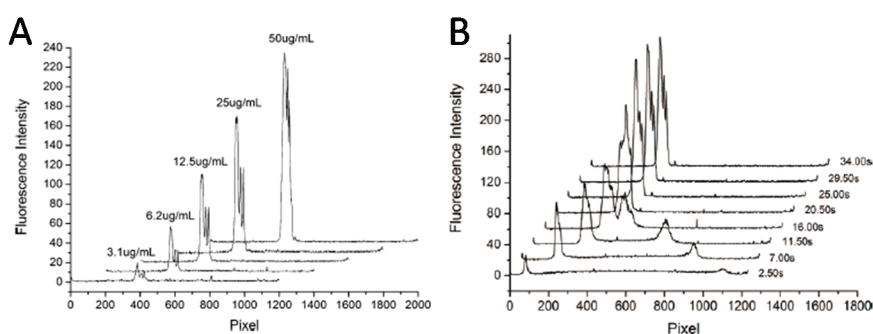 A
Fluorescence Intensity
240
220
200
180
160
140
120
100
80
60
40
20
0
50ug/mL
25ug/mL
12.5ug/mL
6.2ug/mL
3.1ug/mL
0 200 400 600 800 1000 1200 1400 1600 1800 2000
Pixel
B
Fluorescence Intensity
280
240
200
160
120
80
40
0
34.00s
29.50s
25.00s
20.50s
16.00s
11.50s
7.00s
2.50s
0 200 400 600 800 1000 1200 1400 1600 1800
Pixel